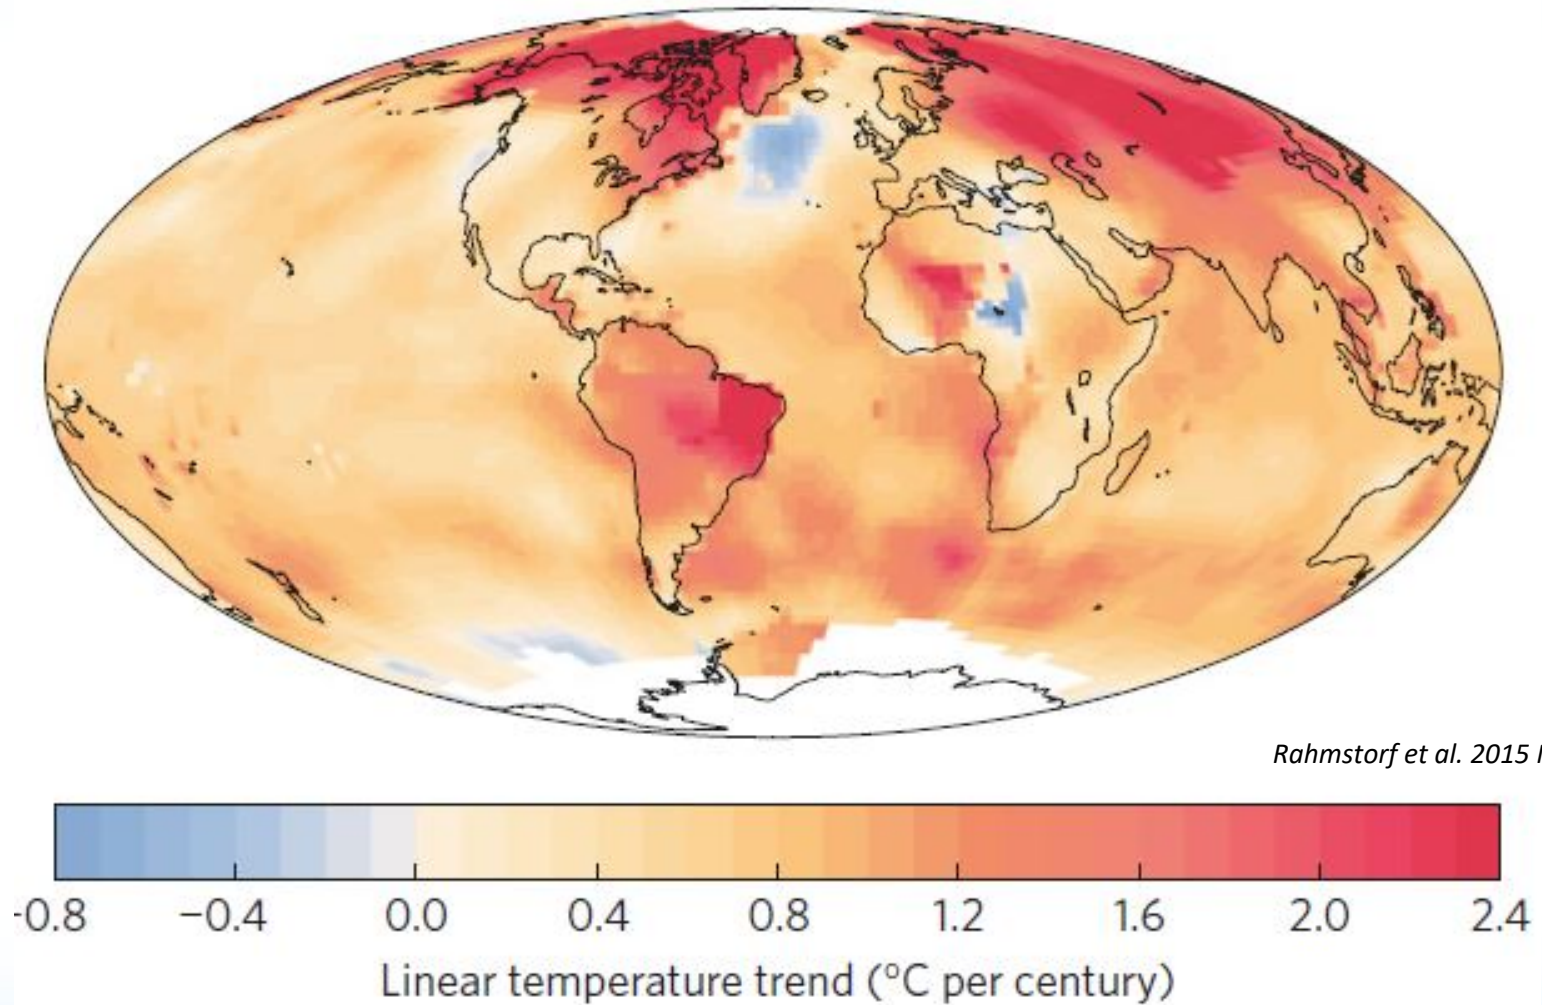 Rahmstorf et al. 2015
-0.8 −0.4 0.0 0.4 0.8 1.2 1.6 2.0 2.4
Linear temperature trend (°C per century)